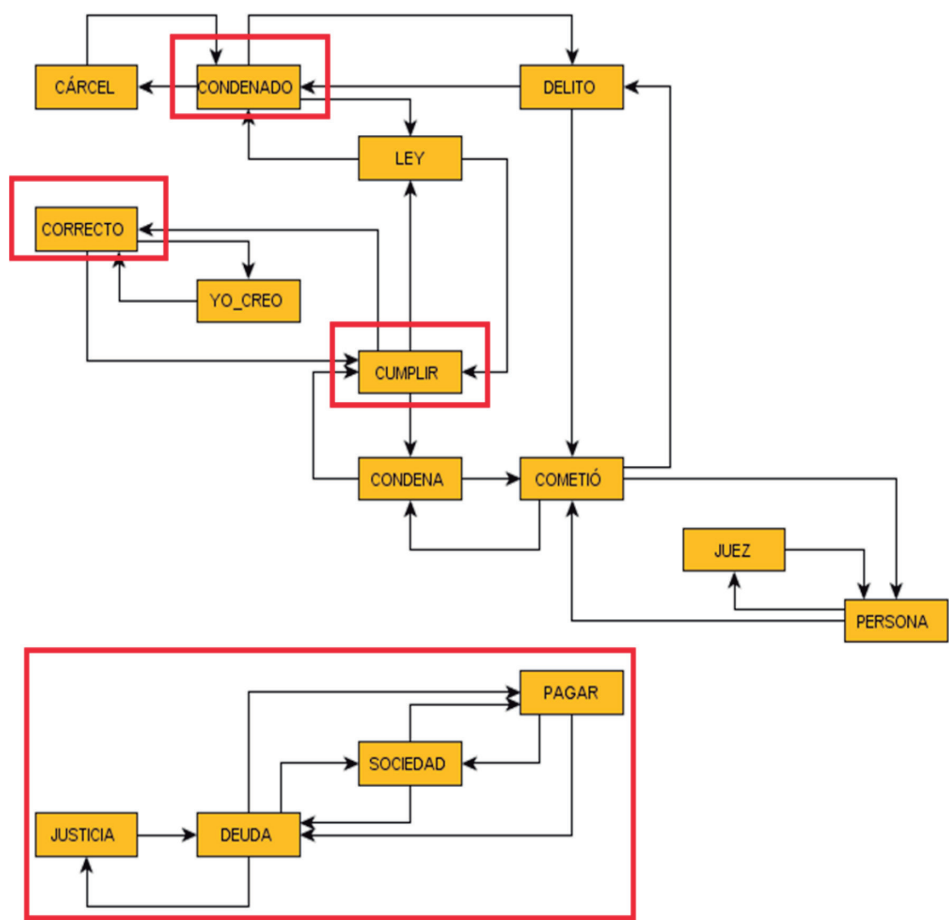 CÁRCEL
CONDENADO
DELITO
LEY
CORRECTO
YO_CREO
CUMPLIR
CONDENA
COMETIÓ
JUEZ
PERSONA
PAGAR
SOCIEDAD
JUSTICIA
DEUDA